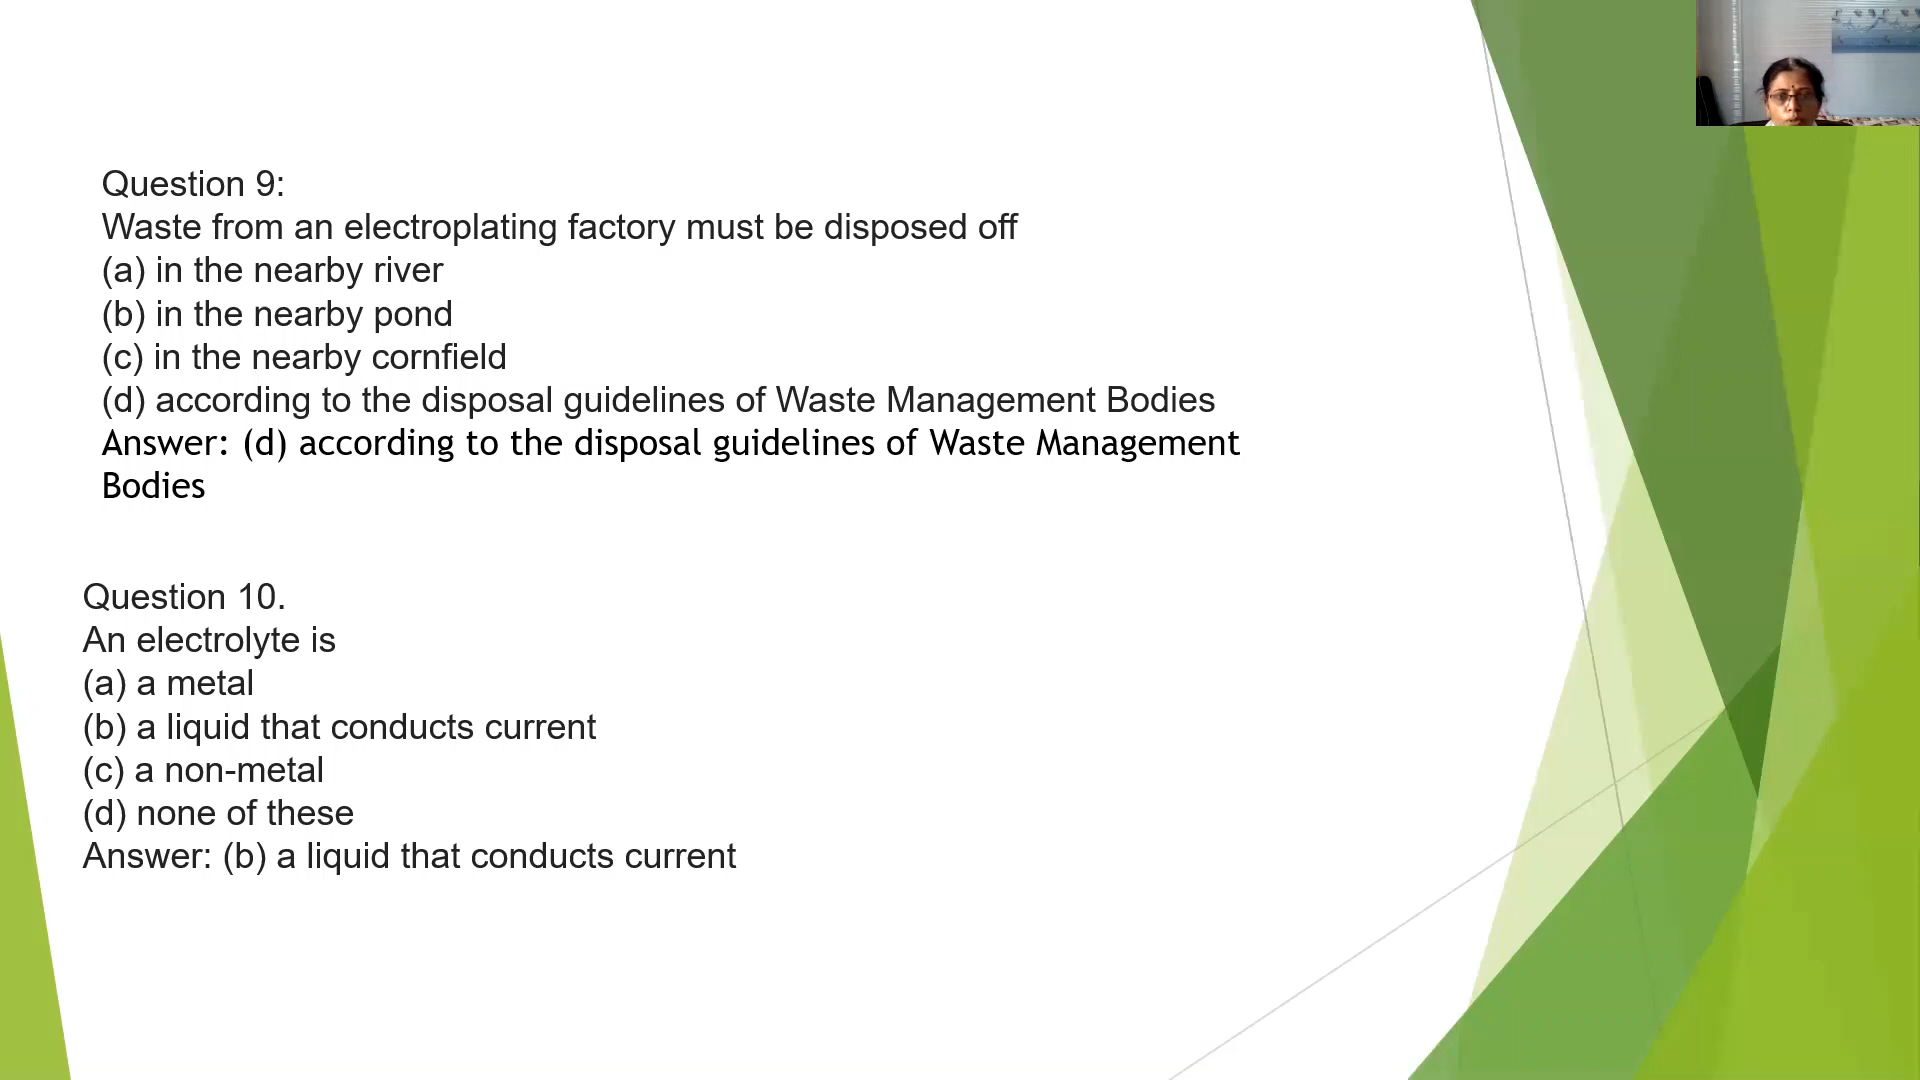 Question 9:
Waste from an electroplating factory must be disposed off
(a) in the nearby river
(b) in the nearby pond
(c) in the nearby cornfield
(d) according to the disposal guidelines of Waste Management Bodies
Answer: (d) according to the disposal guidelines of Waste Management
Bodies
Question 10.
An electrolyte is
(a) a metal
(b) a liquid that conducts current
(c) a non-metal
(d) none of these
Answer: (b) a liquid that conducts current